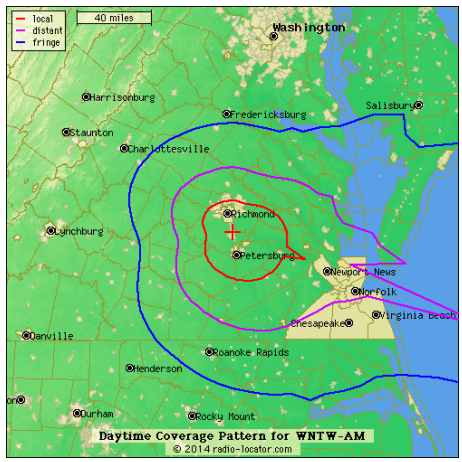 local
distant
fringe
40 miles
Washington
Harrisonburg
Salisbury
Fredericksburg
Staunton
Charlottesville
Richmond
Lynchburg
Petersburg
Newport News
Norfolk
Virginia Beach
Chesapeake
Danville
Roanoke Rapids
Henderson
on
Durham
Rocky Mount
Daytime Coverage Pattern for WNTW-AM
© 2014 radio-locator.com